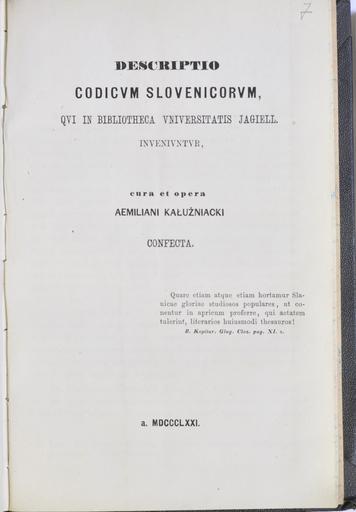 7
DESCRIPTIO
CODICVM SLOVENICORVM,
QVI IN BIBLIOTHECA VNIVERSITATIS JAGIELL.
INVENIVNTVR,
cura et opera
AEMILIANI KAŁUŻNIACKI
CONFECTA.
Quare etiam atque etiam hortamur Sla-
uicae gloriae studiosos populares, ut co-
nentur in apricum proferre, qui aetatem
tulerint, literarios huiusmodi thesauros!
B. Kopitar. Glag. Cloz. pag. XI. s.
a. MDCCCLXXI.